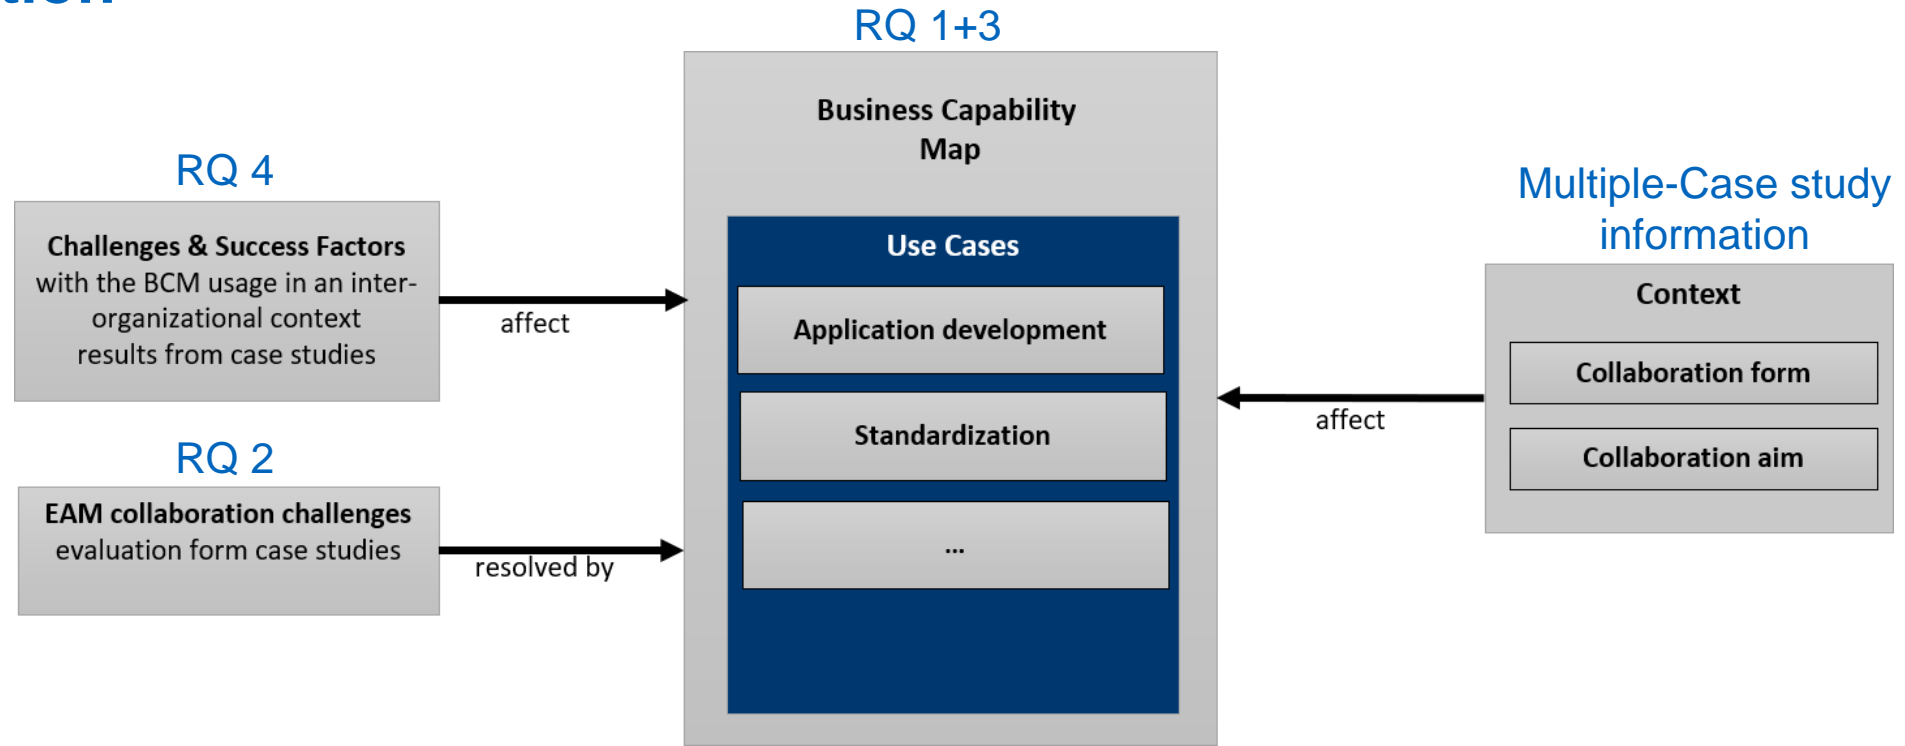 RQ 1+3
Business Capability
Map
Use Cases
Application development
Standardization
...
RQ 4
Challenges & Success Factors
with the BCM usage in an inter-
organizational context
results from case studies
affect
RQ 2
EAM collaboration challenges
evaluation form case studies
resolved by
Multiple-Case study
information
Context
Collaboration form
Collaboration aim
affect